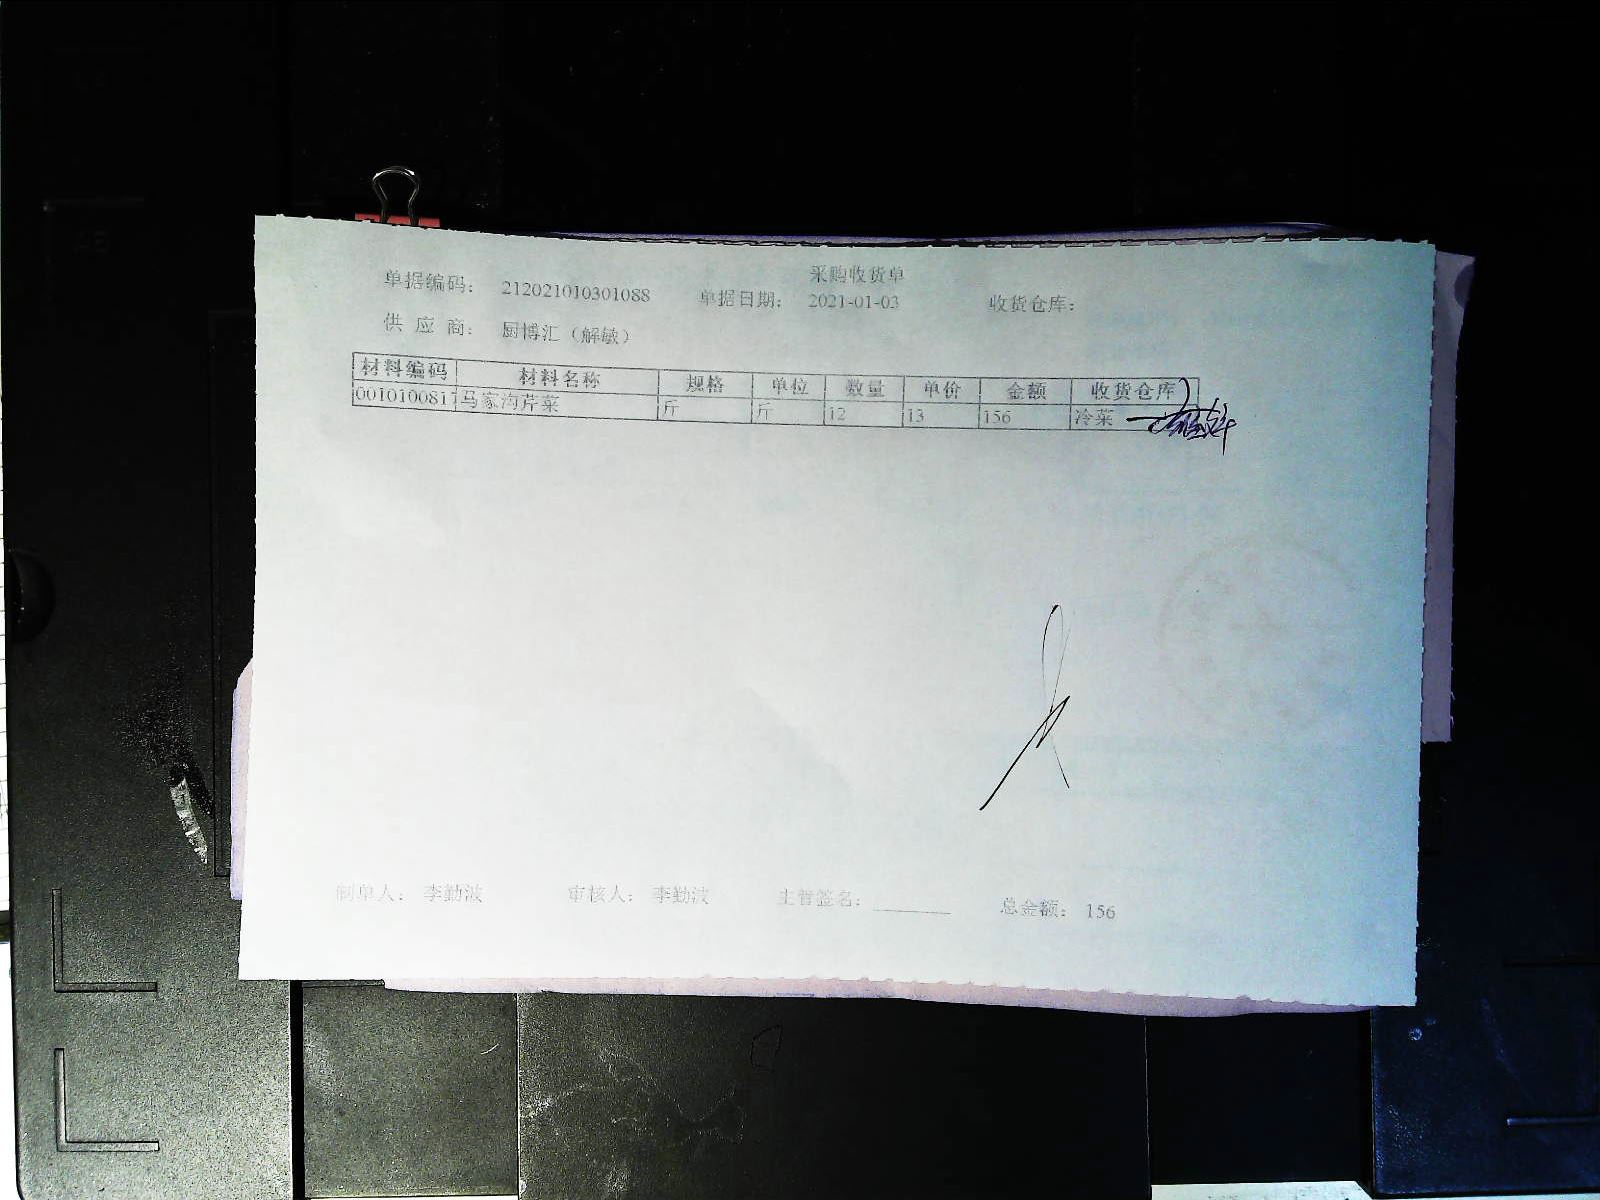 采购收货单
单据编码： 212021010301088 单据日期： 2021-01-03 收货仓库：
供 应 商： 厨博汇（解敏）
材料编码 材料名称 规格 单位 数量 单价 金额 收货仓库
0010100817 马家沟芹菜 斤 斤 12 13 156 冷菜
制单人： 李勤波 审核人： 李勤波 主管签名： 总金额： 156